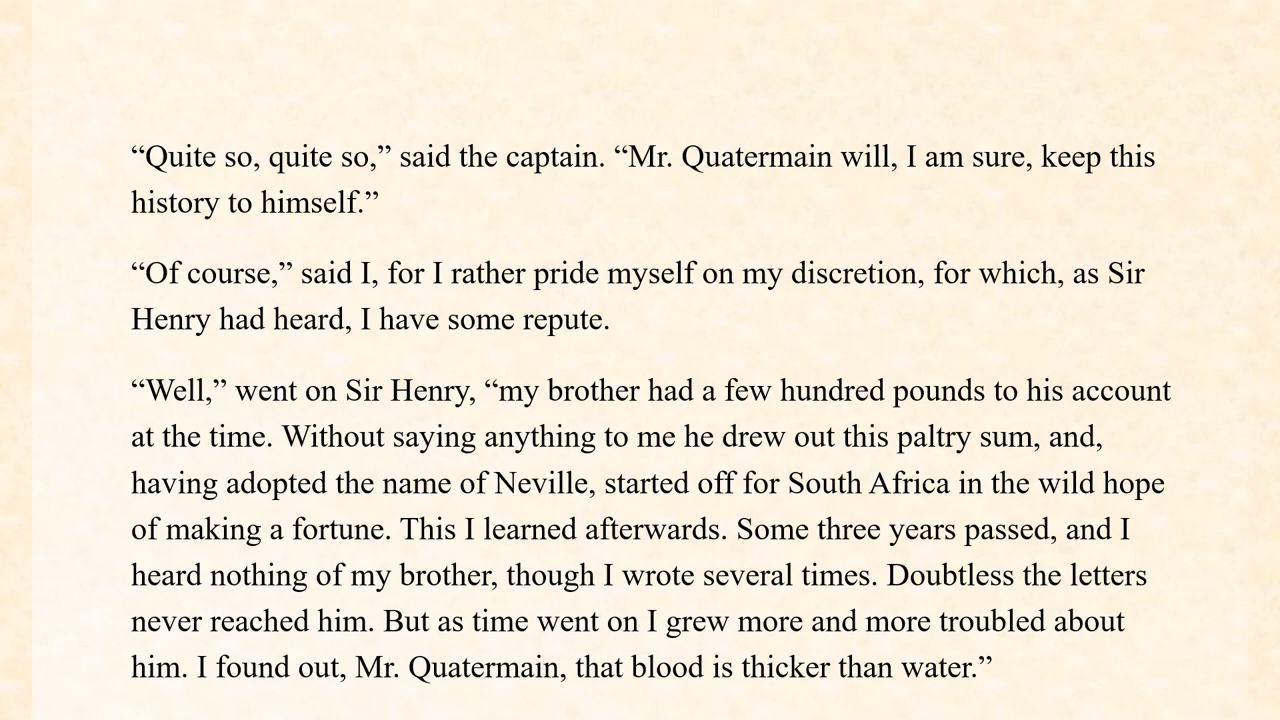 “Quite so, quite so,” said the captain. “Mr. Quatermain will, I am sure, keep this
history to himself.”
“Of course,” said I, for I rather pride myself on my discretion, for which, as Sir
Henry had heard, I have some repute.
“Well,” went on Sir Henry, “my brother had a few hundred pounds to his account
at the time. Without saying anything to me he drew out this paltry sum, and,
having adopted the name of Neville, started off for South Africa in the wild hope
of making a fortune. This I learned afterwards. Some three years passed, and I
heard nothing of my brother, though I wrote several times. Doubtless the letters
never reached him. But as time went on I grew more and more troubled about
him. I found out, Mr. Quatermain, that blood is thicker than water.”